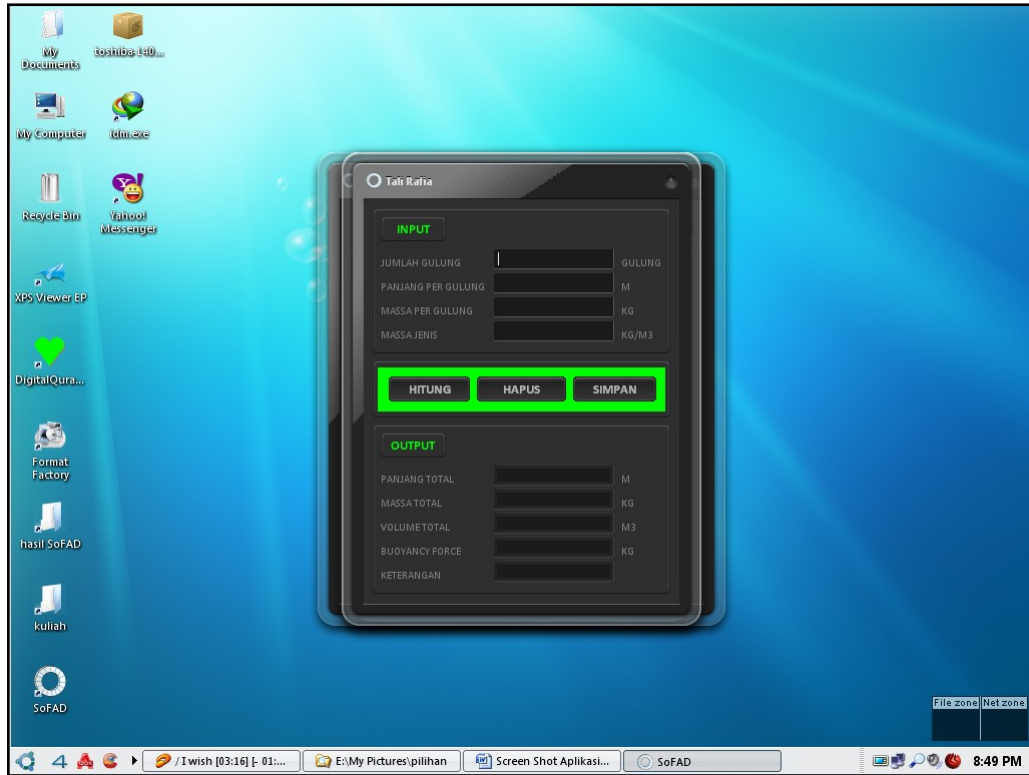 My
Documents
toshiba-140...
My Computer
idm.exe
Recycle Bin
Yahoo!
Messenger
XPS Viewer EP
DigitalQura...
Format
Factory
hasil SoFAD
kuliah
SoFAD
Tali Rafia
INPUT
JUMLAH GULUNG GULUNG
PANJANG PER GULUNG M
MASSA PER GULUNG KG
MASSA JENIS KG/M3
HITUNG HAPUS SIMPAN
OUTPUT
PANJANG TOTAL M
MASSA TOTAL KG
VOLUME TOTAL M3
BUOYANCY FORCE KG
KETERANGAN
File zone Net zone
4 / I wish [03:16] [- 01:... E:\My Pictures\pilihan Screen Shot Aplikasi... SoFAD 8:49 PM